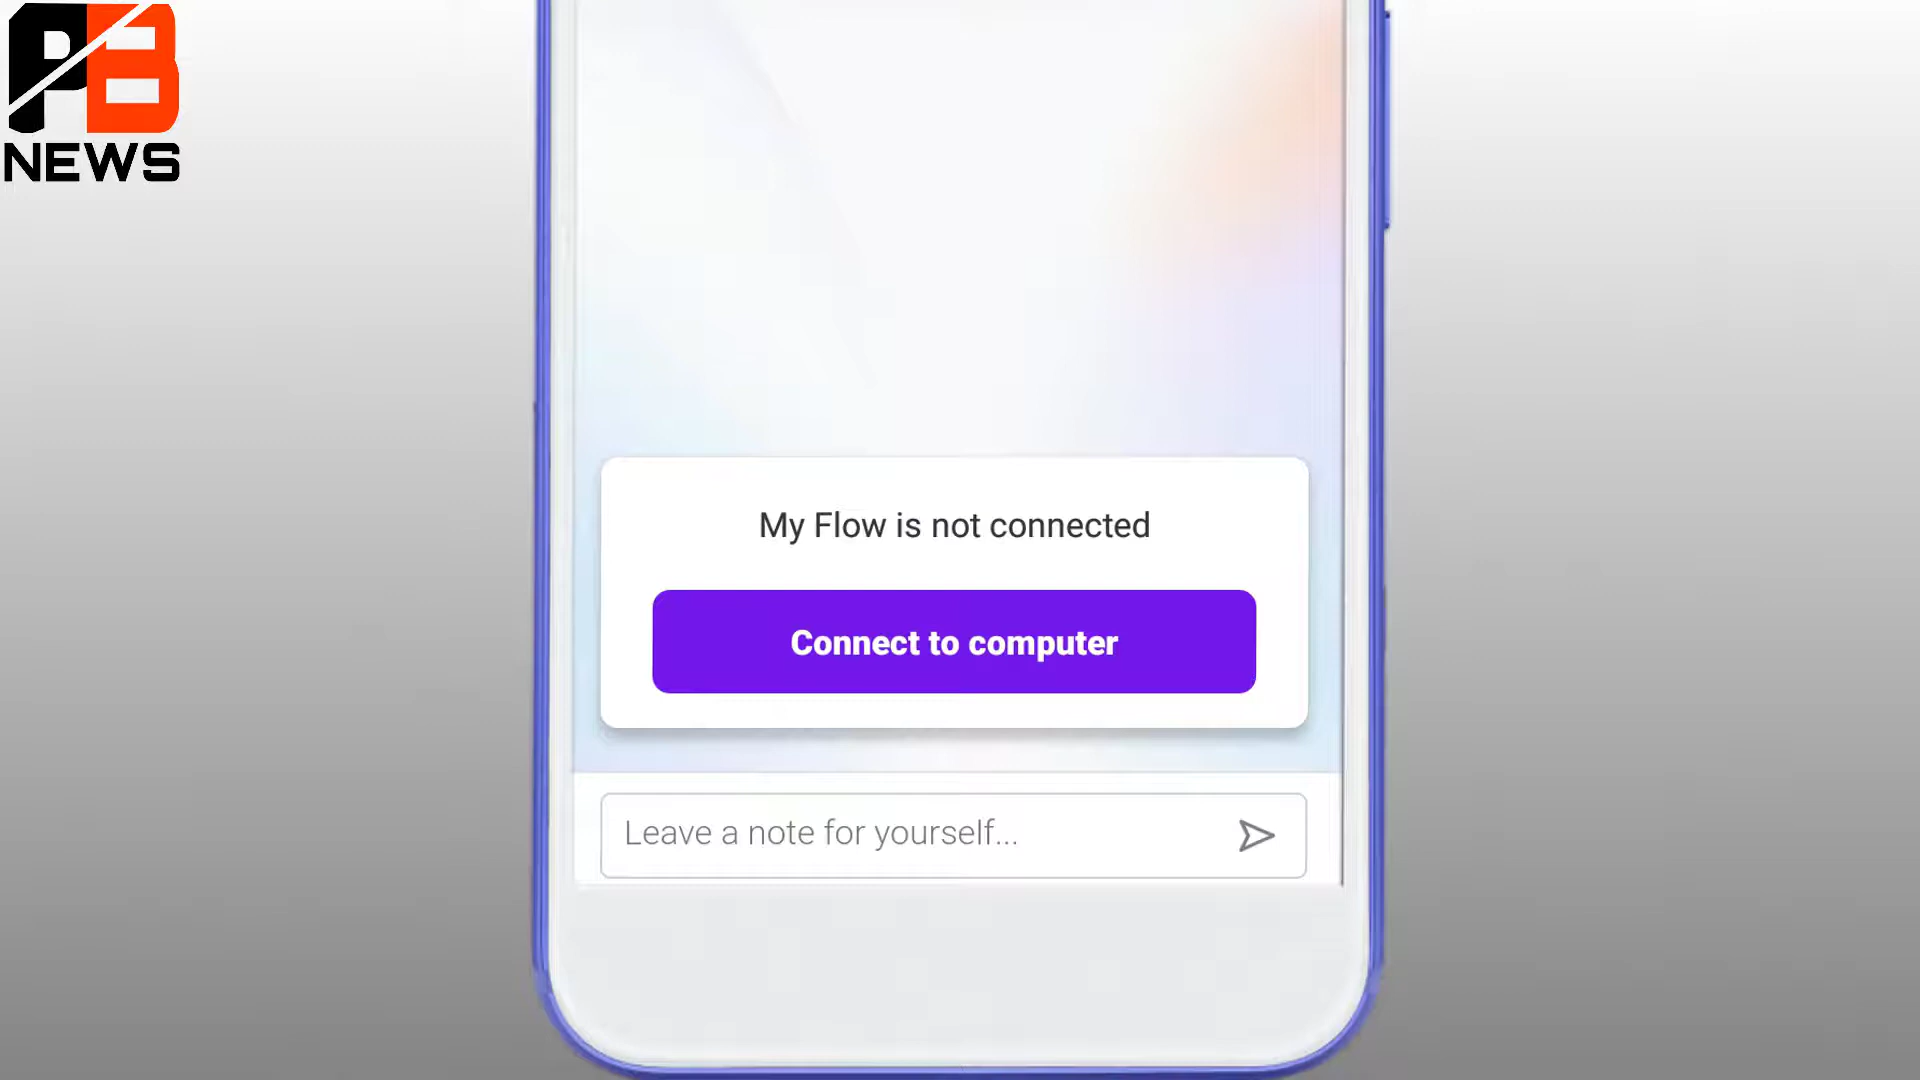 PB
NEWS
My Flow is not connected
Connect to computer
Leave a note for yourself...